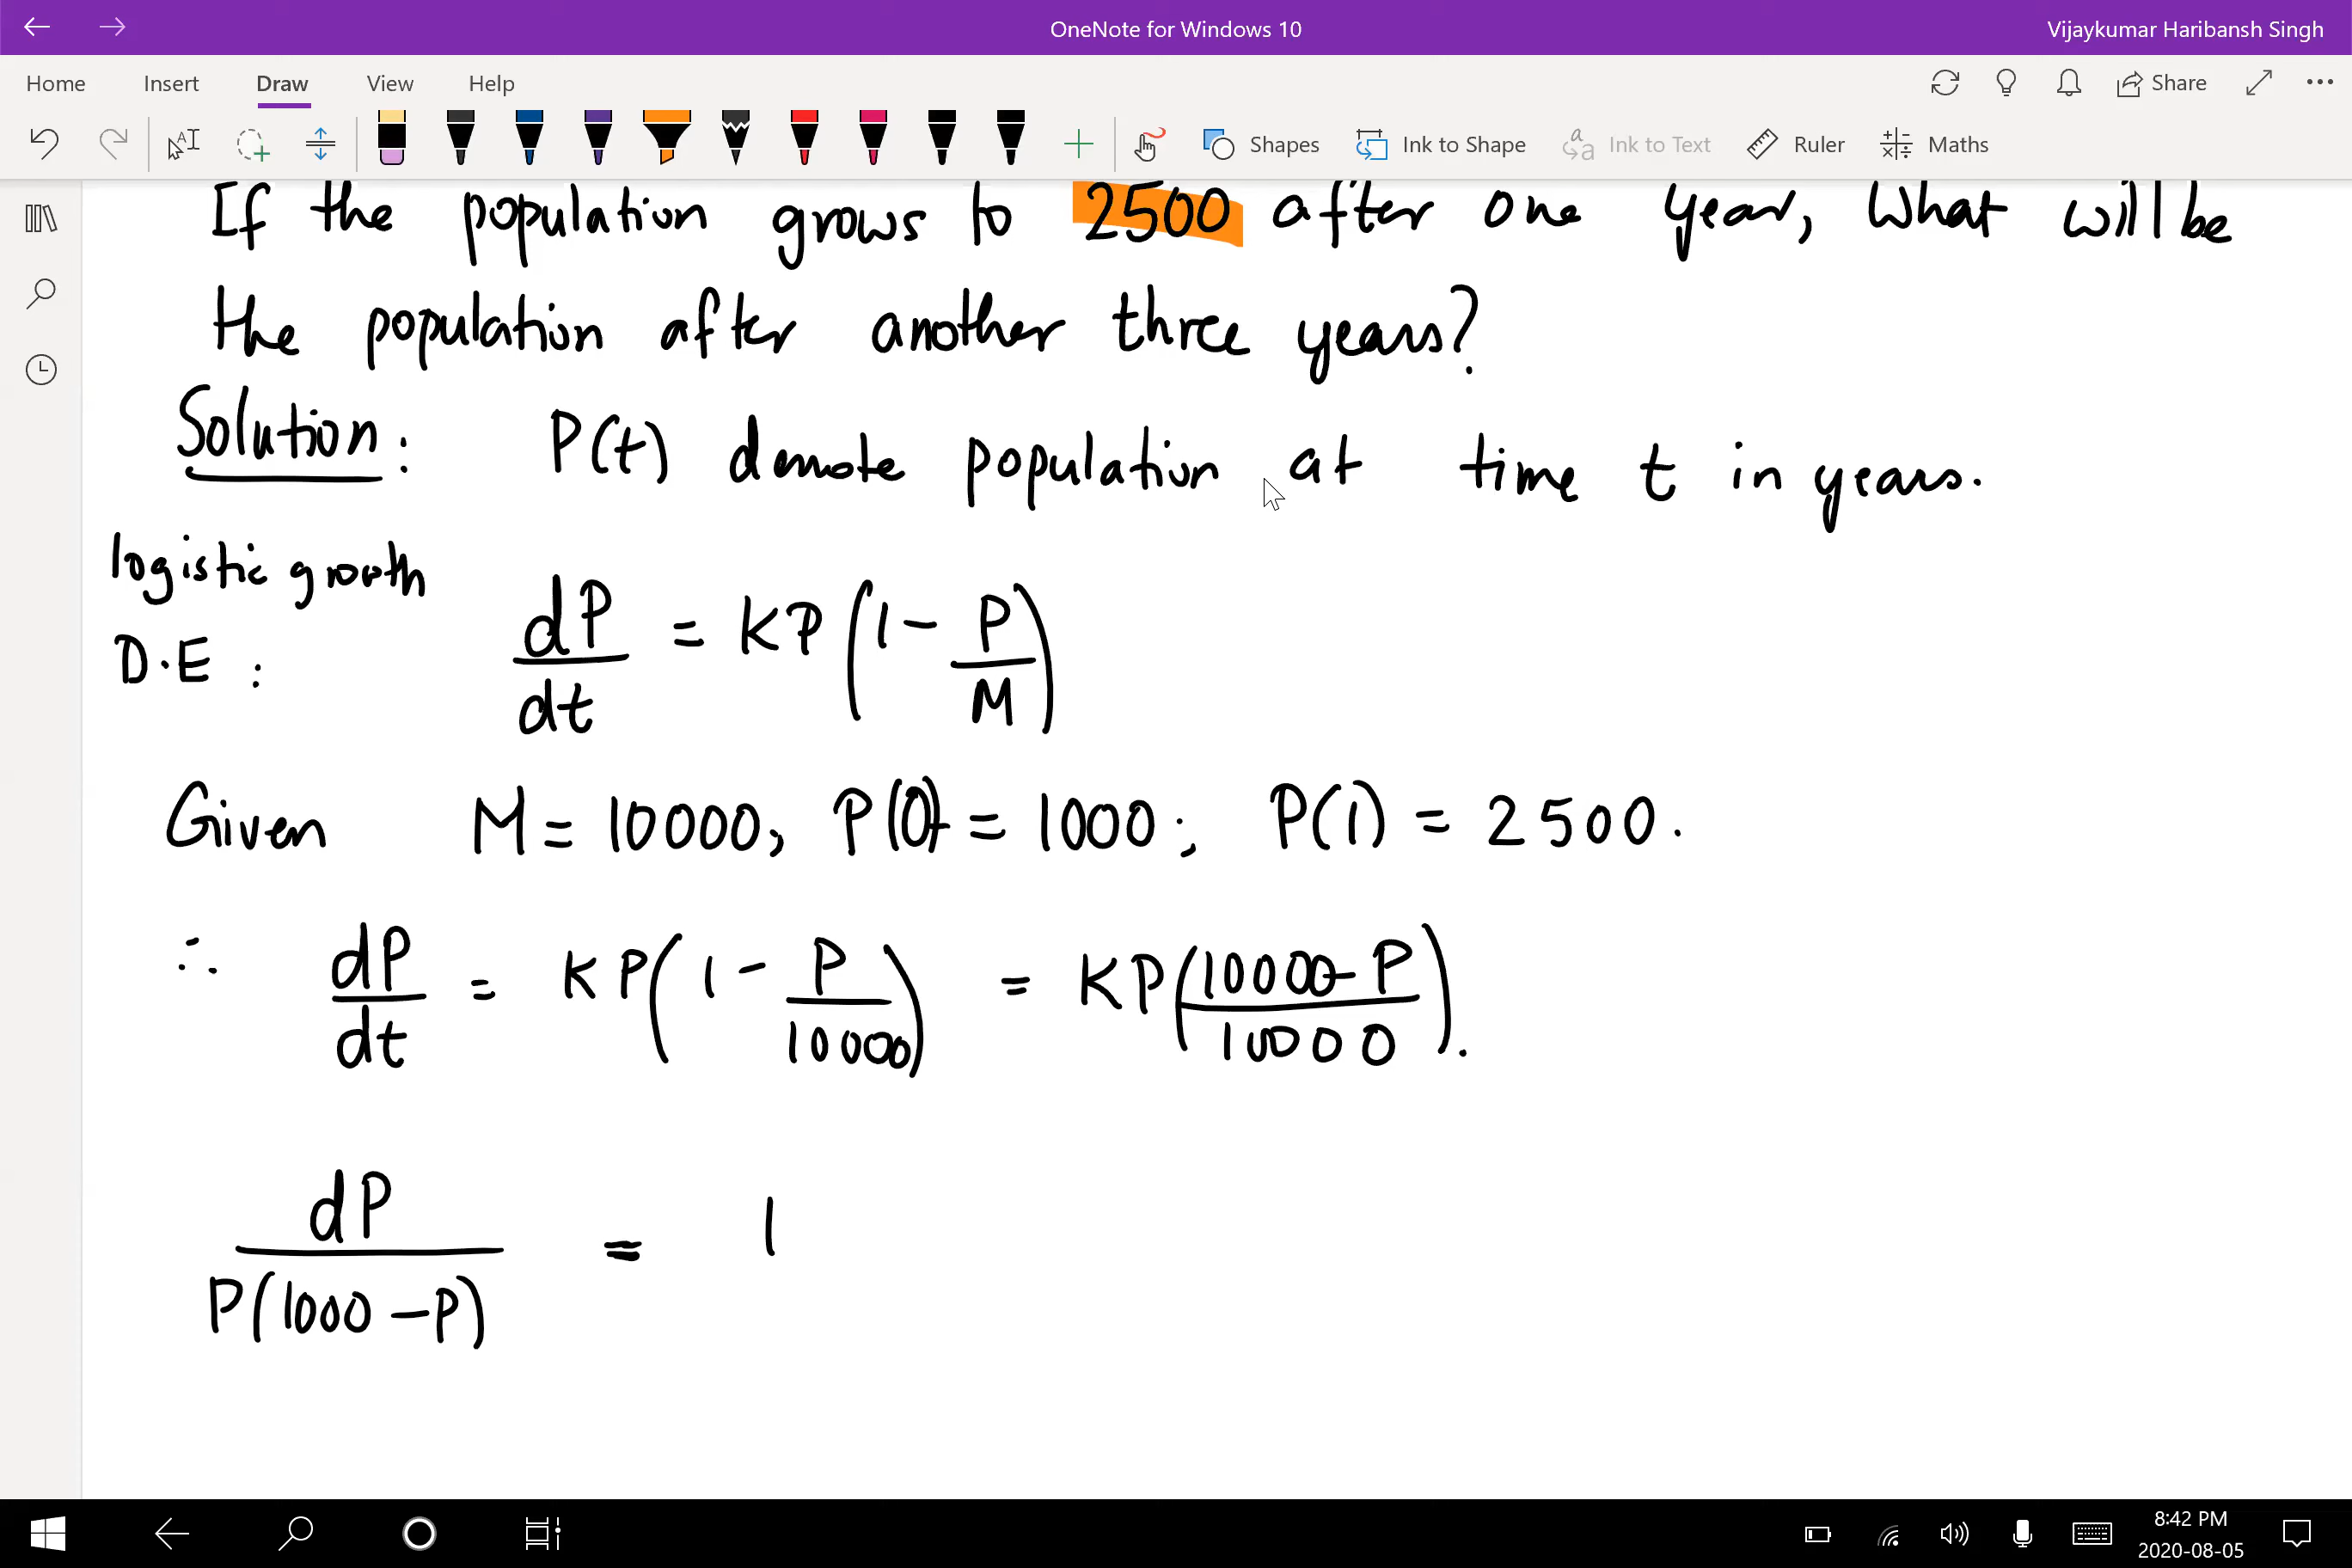 OneNote for Windows 10
Vijaykumar Haribansh Singh
Home Insert Draw View Help Share
Shapes Ink to Shape Ink to Text Ruler Maths
If the population grows to 2500 after one year, What will be
the population after another three years?
Solution: P(t) denote population at time t in years.
logistic growth
D.E : dP/dt = KP(1 - P/M)
Given M = 10000; P(0) = 1000; P(1) = 2500.
∴ dP/dt = KP(1 - P/10000) = KP(10000-P/10000).
dP/P(1000-P) = 1
8:42 PM
2020-08-05